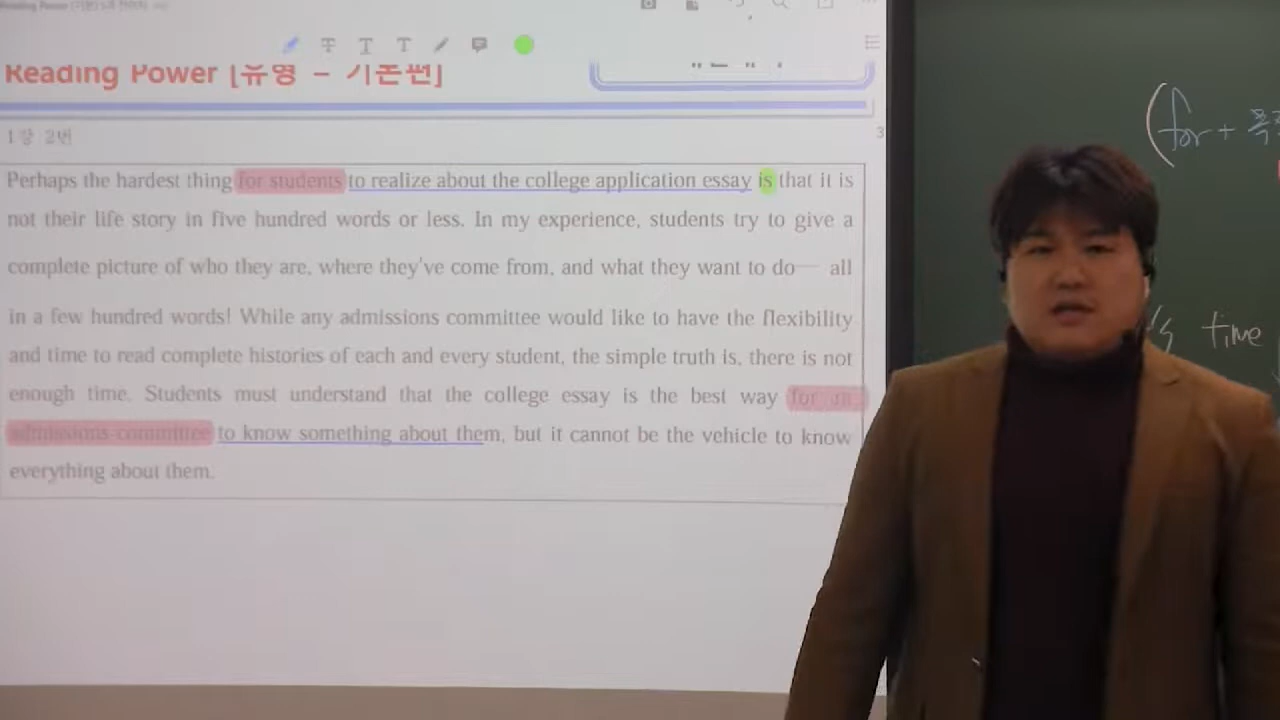 Reading Power [유형 - 기본편]
1강 2번
3
Perhaps the hardest thing for students to realize about the college application essay is that it is
not their life story in five hundred words or less. In my experience, students try to give a
complete picture of who they are, where they've come from, and what they want to do— all
in a few hundred words! While any admissions committee would like to have the flexibility
and time to read complete histories of each and every student, the simple truth is, there is not
enough time. Students must understand that the college essay is the best way for an
admissions committee to know something about them, but it cannot be the vehicle to know
everything about them.
(for +
time